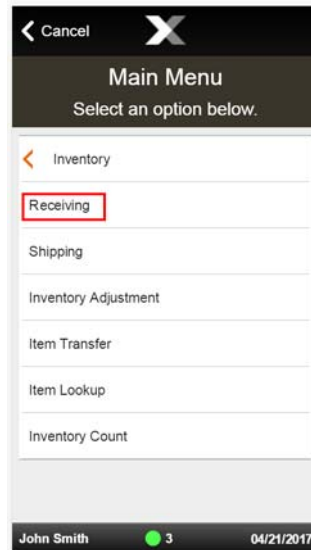 Cancel
Main Menu
Select an option below.
Inventory
Receiving
Shipping
Inventory Adjustment
Item Transfer
Item Lookup
Inventory Count
John Smith 3 04/21/2017